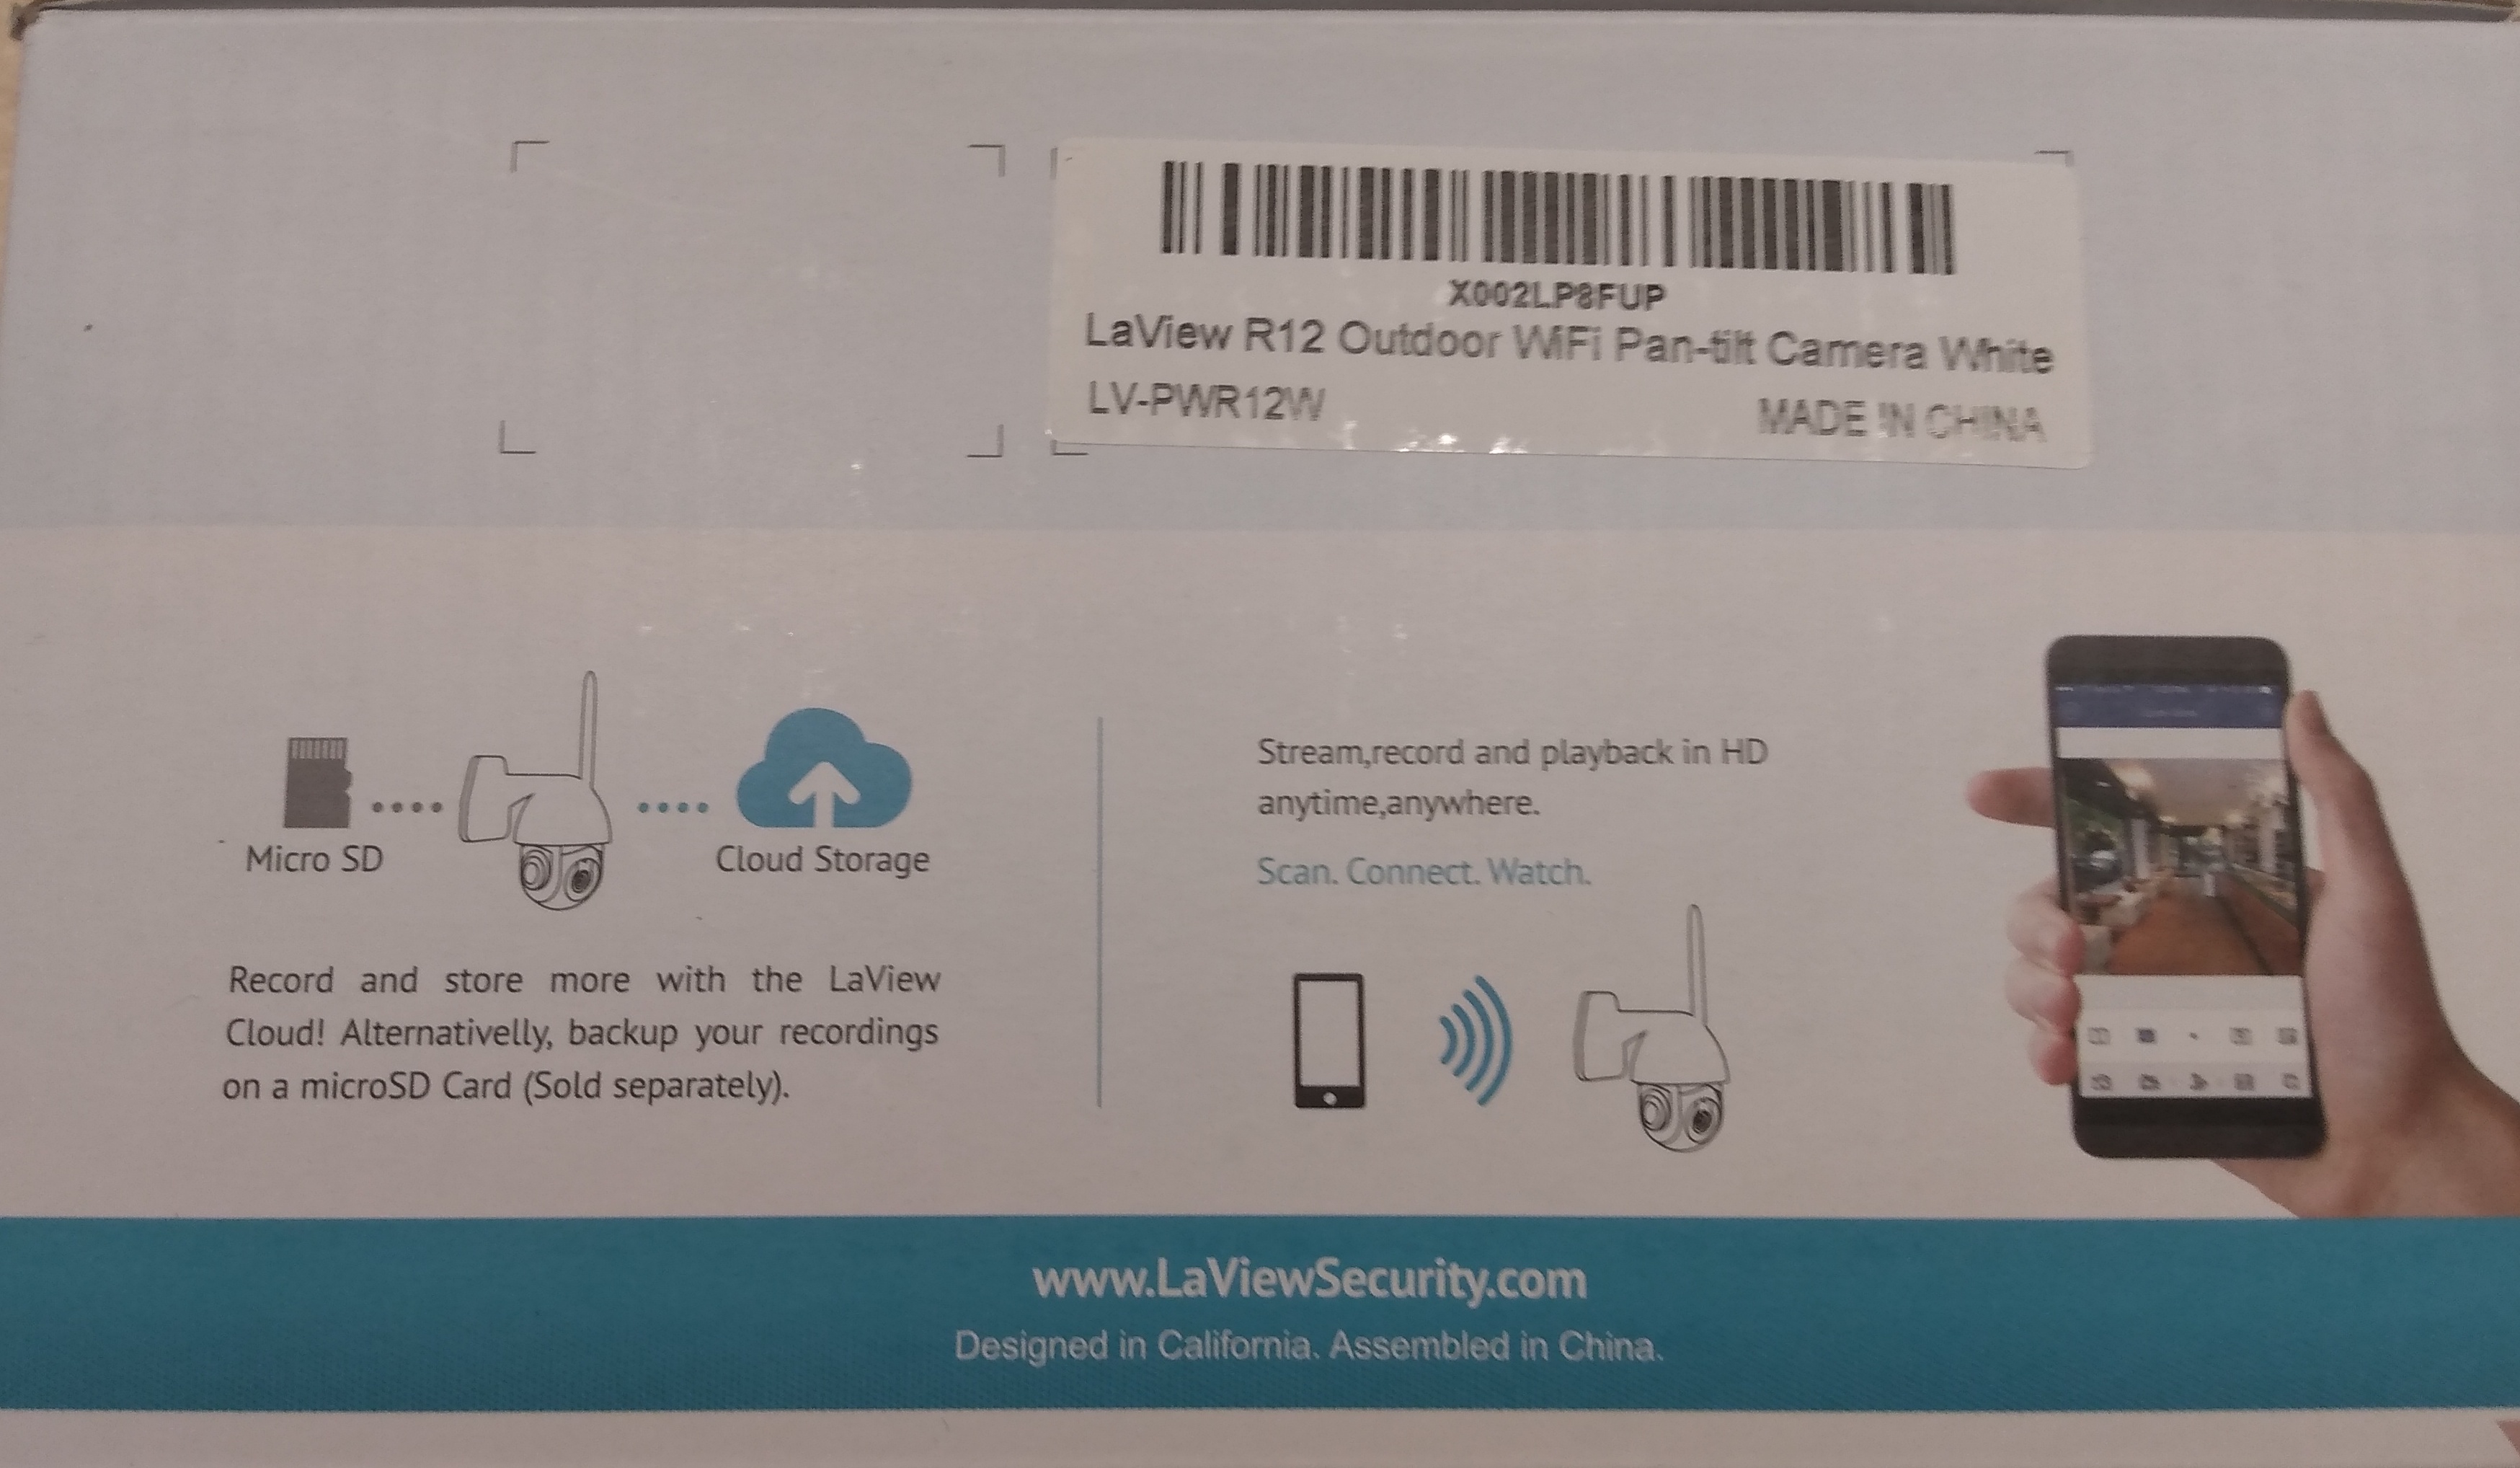 X002LP8FUP
LaView R12 Outdoor WiFi Pan-tilt Camera White
LV-PWR12W MADE IN CHINA
Micro SD
Cloud Storage
Record and store more with the LaView
Cloud! Alternativelly, backup your recordings
on a microSD Card (Sold separately).
Stream,record and playback in HD
anytime,anywhere.
Scan. Connect. Watch.
www.LaViewSecurity.com
Designed in California. Assembled in China.